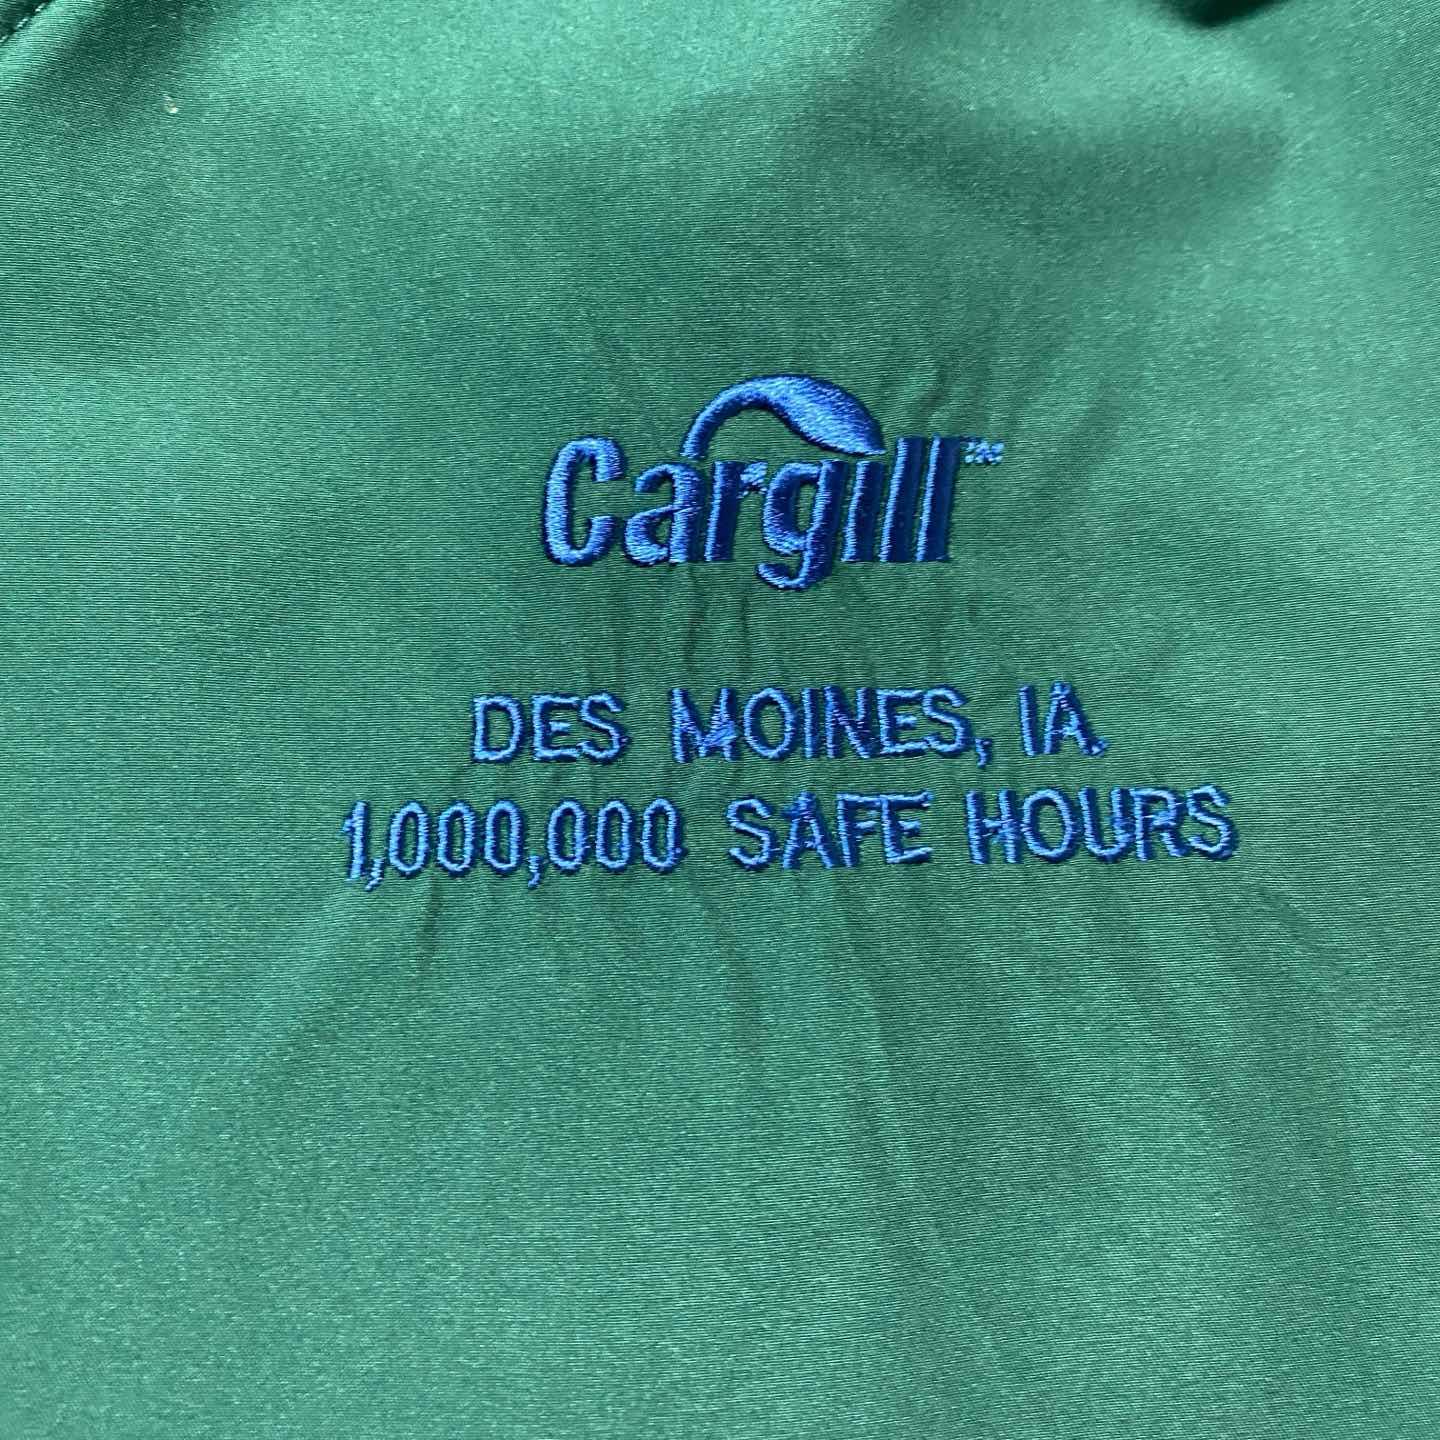 Cargill™
DES MOINES, IA.
1,000,000 SAFE HOURS